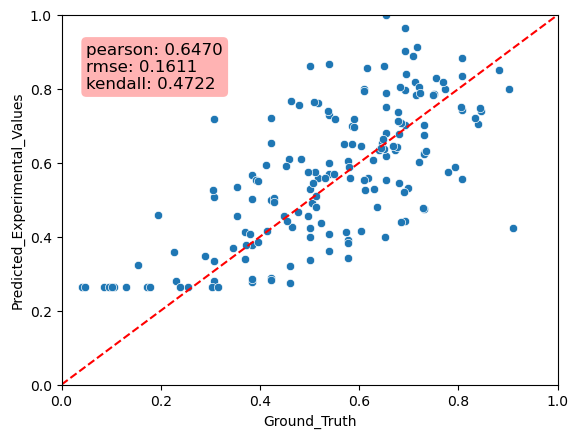 pearson: 0.6470
rmse: 0.1611
kendall: 0.4722
Predicted_Experimental_Values
1.0
0.8
0.6
0.4
0.2
0.0
0.0 0.2 0.4 0.6 0.8 1.0
Ground_Truth